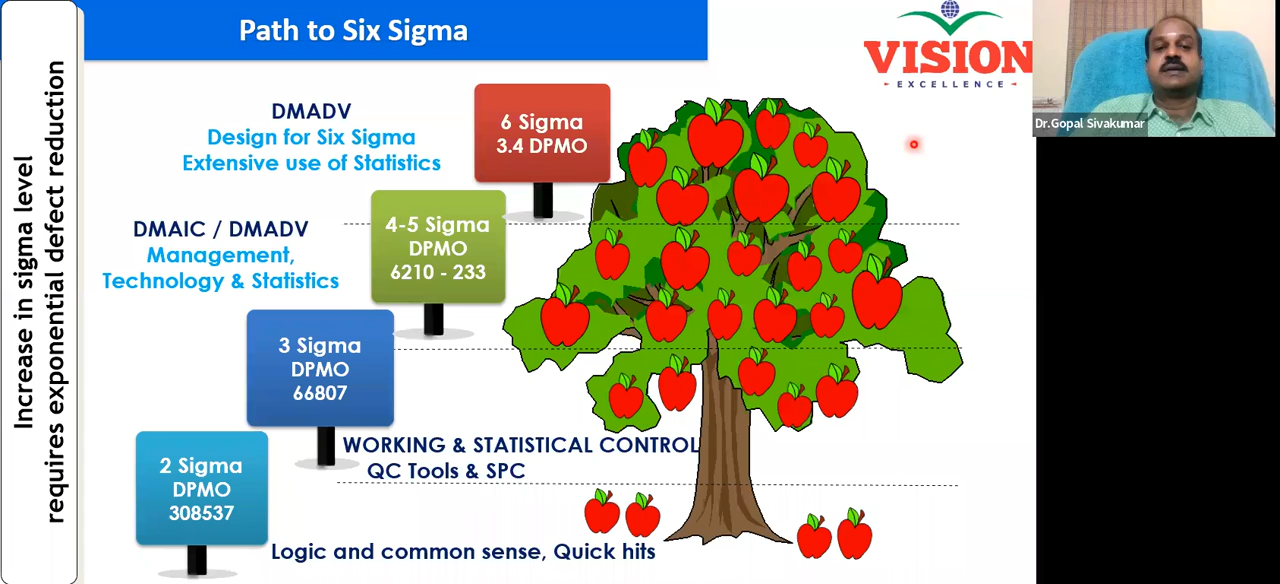 Path to Six Sigma
VISION
EXCELLENCE
Dr.Gopal Sivakumar
Increase in sigma level
requires exponential defect reduction
DMADV
Design for Six Sigma
Extensive use of Statistics
6 Sigma
3.4 DPMO
DMAIC / DMADV
Management,
Technology & Statistics
4-5 Sigma
DPMO
6210 - 233
3 Sigma
DPMO
66807
WORKING & STATISTICAL CONTROL
QC Tools & SPC
2 Sigma
DPMO
308537
Logic and common sense, Quick hits